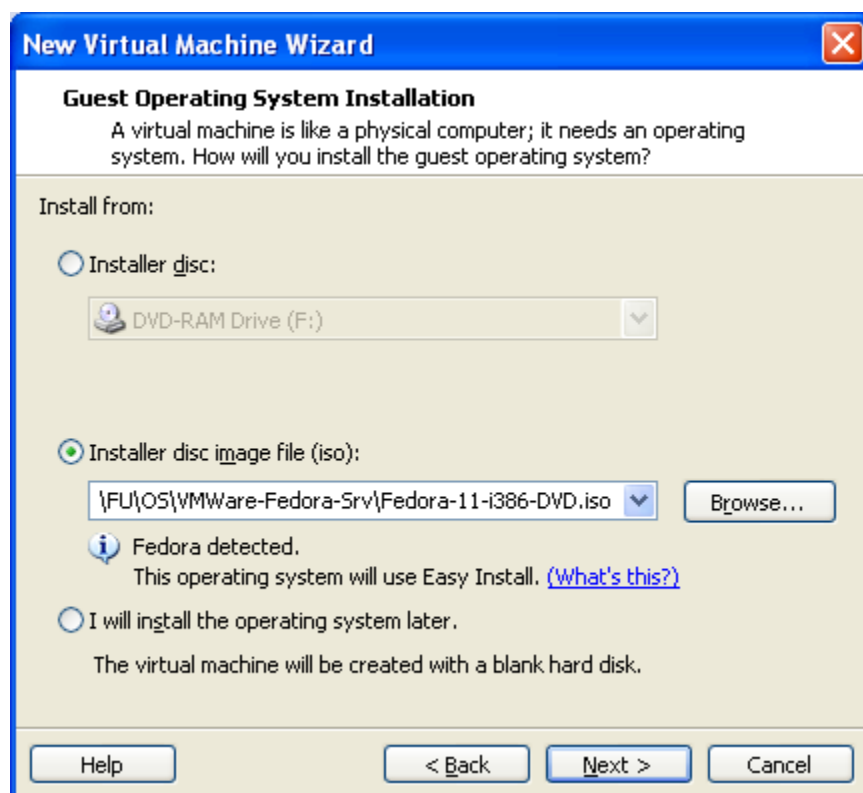 New Virtual Machine Wizard
Guest Operating System Installation
A virtual machine is like a physical computer; it needs an operating
system. How will you install the guest operating system?
Install from:
Installer disc:
DVD-RAM Drive (F:)
Installer disc image file (iso):
\FU\OS\VMWare-Fedora-Srv\Fedora-11-i386-DVD.iso
Browse...
Fedora detected.
This operating system will use Easy Install. (What's this?)
I will install the operating system later.
The virtual machine will be created with a blank hard disk.
Help
< Back
Next >
Cancel